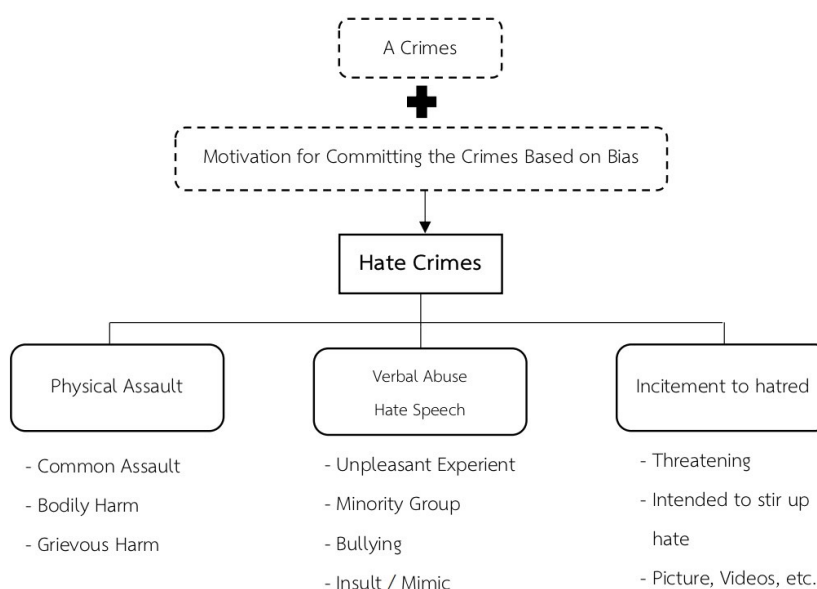 A Crimes
Motivation for Committing the Crimes Based on Bias
Hate Crimes
Physical Assault
- Common Assault
- Bodily Harm
- Grievous Harm
Verbal Abuse
Hate Speech
- Unpleasant Experient
- Minority Group
- Bullying
- Insult / Mimic
Incitement to hatred
- Threatening
- Intended to stir up
hate
- Picture, Videos, etc.